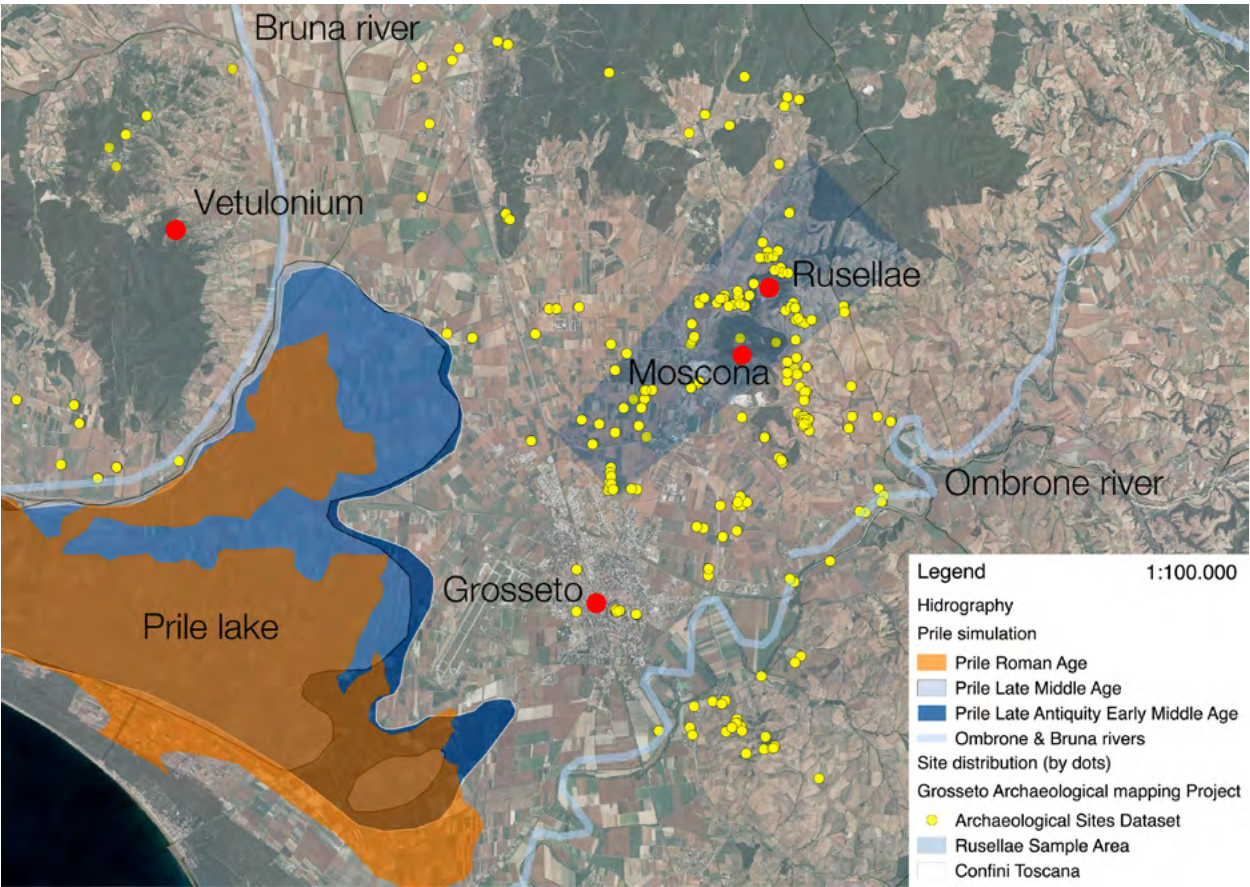 Bruna river
Vetulonium
Rusellae
Moscona
Ombrone river
Grosseto
Prile lake
Legend 1:100.000
Hidrography
Prile simulation
Prile Roman Age
Prile Late Middle Age
Prile Late Antiquity Early Middle Age
Ombrone & Bruna rivers
Site distribution (by dots)
Grosseto Archaeological mapping Project
Archaeological Sites Dataset
Rusellae Sample Area
Confini Toscana